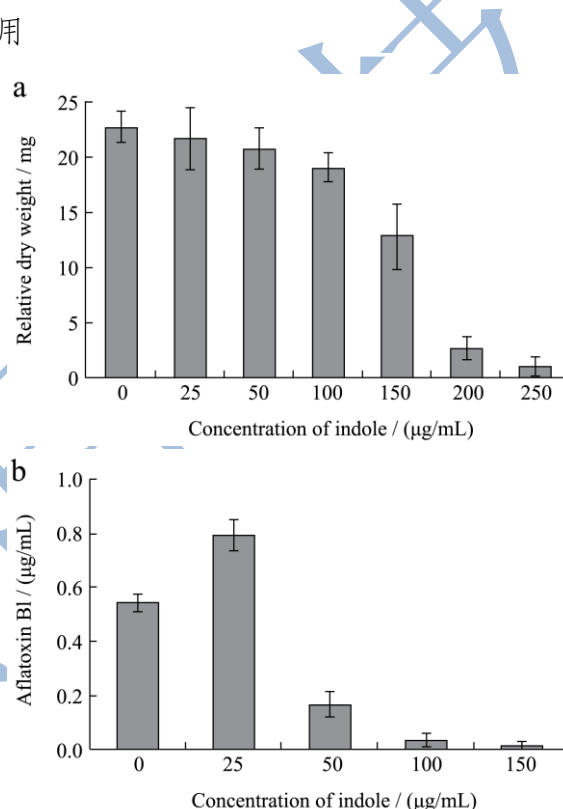 用
a
25
20
15
10
5
0
Relative dry weight / mg
0 25 50 100 150 200 250
Concentration of indole / (μg/mL)
b
1.0
0.8
0.6
0.4
0.2
0.0
Aflatoxin Bl / (μg/mL)
0 25 50 100 150
Concentration of indole / (μg/mL)